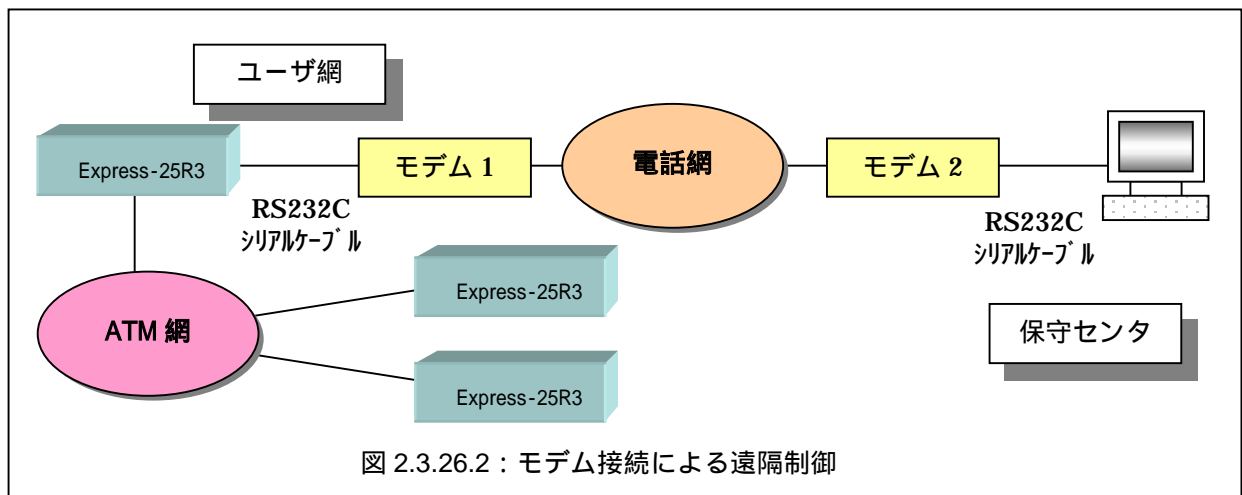 ユーザ網
Express-25R3
モデム 1
電話網
モデム 2
RS232C
シリアルケーブル
RS232C
シリアルケーブル
Express-25R3
ATM 網
Express-25R3
保守センタ
図 2.3.26.2：モデム接続による遠隔制御